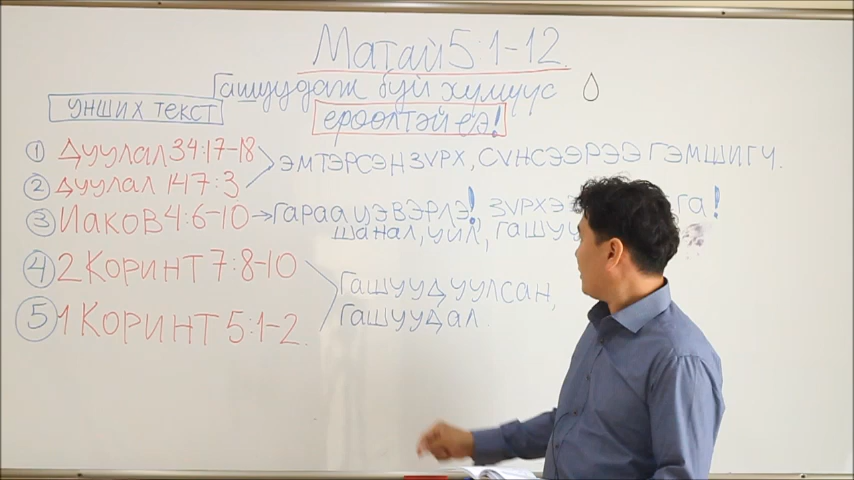 Матай 5:1-12
Гашуудаж буй хүмүүс
ерөөлтэй еэ!
унших текст
① Дуулал 34:17-18
② Дуулал 147:3
эмтэрсэн зүрх, сүнсээрээ гэмшигч.
③ Иаков 4:6-10 → гараа цэвэрлэ!
шанал, уйл,
④ 2 Коринт 7:8-10
⑤ 1 Коринт 5:1-2.
Гашуудуулсан,
Гашуудал.